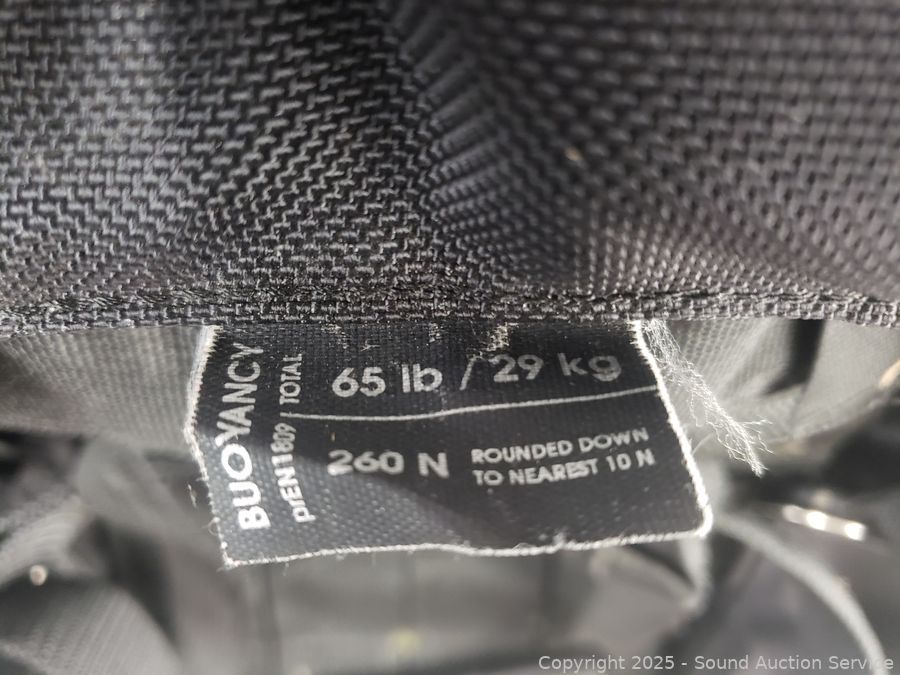 BUOYANCY
prEN1809 / TOTAL
65 lb / 29 kg
260 N
ROUNDED DOWN
TO NEAREST 10 N
Copyright 2025 - Sound Auction Service